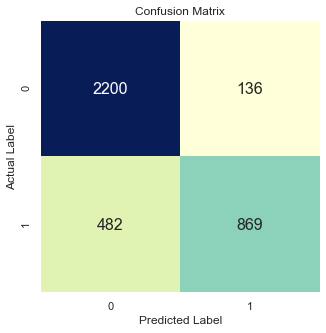 Confusion Matrix
0
2200
136
Actual Label
1
482
869
0
1
Predicted Label